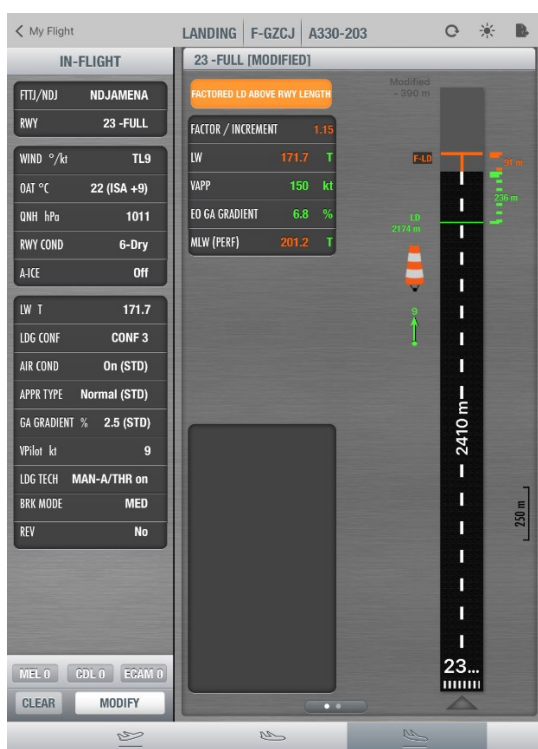 My Flight
LANDING F-GZCJ A330-203
IN-FLIGHT
FTTJ/NDJ NDJAMENA
RWY 23 -FULL
WIND °/kt TL9
OAT °C 22 (ISA +9)
QNH hPa 1011
RWY COND 6-Dry
A-ICE Off
LW T 171.7
LDG CONF CONF 3
AIR COND On (STD)
APPR TYPE Normal (STD)
GA GRADIENT % 2.5 (STD)
VPilot kt 9
LDG TECH MAN-A/THR on
BRK MODE MED
REV No
MEL 0 CDL 0 ECAM 0
CLEAR MODIFY
23 -FULL [MODIFIED]
FACTORED LD ABOVE RWY LENGTH
FACTOR / INCREMENT 1.15
LW 171.7 T
VAPP 150 kt
EO GA GRADIENT 6.8 %
MLW (PERF) 201.2 T
Modified
- 390 m
F-LD
91 m
236 m
LD
2174 m
9
2410 m
250 m
23...